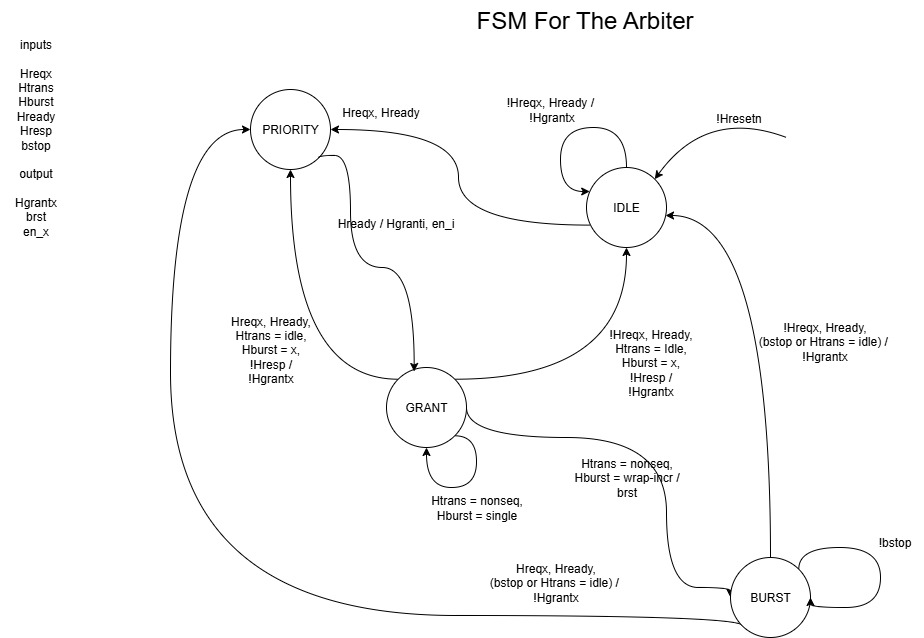 FSM For The Arbiter
inputs
Hreqx
Htrans
Hburst
Hready
Hresp
bstop
output
Hgrantx
brst
en_x
PRIORITY
Hreqx, Hready
!Hreqx, Hready /
!Hgrantx
!Hresetn
IDLE
Hready / Hgranti, en_i
Hreqx, Hready,
Htrans = idle,
Hburst = x,
!Hresp /
!Hgrantx
!Hreqx, Hready,
Htrans = Idle,
Hburst = x,
!Hresp /
!Hgrantx
!Hreqx, Hready,
(bstop or Htrans = idle) /
!Hgrantx
GRANT
Htrans = nonseq,
Hburst = single
Htrans = nonseq,
Hburst = wrap-incr /
brst
Hreqx, Hready,
(bstop or Htrans = idle) /
!Hgrantx
!bstop
BURST